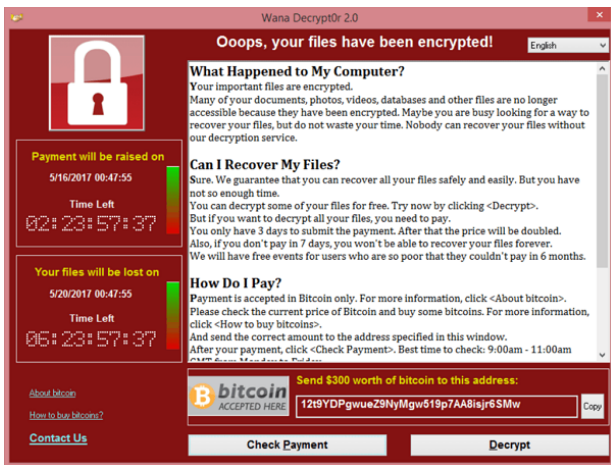 Wana Decrypt0r 2.0
Ooops, your files have been encrypted!
English
What Happened to My Computer?
Your important files are encrypted.
Many of your documents, photos, videos, databases and other files are no longer
accessible because they have been encrypted. Maybe you are busy looking for a way to
recover your files, but do not waste your time. Nobody can recover your files without
our decryption service.
Can I Recover My Files?
Sure. We guarantee that you can recover all your files safely and easily. But you have
not so enough time.
You can decrypt some of your files for free. Try now by clicking <Decrypt>.
But if you want to decrypt all your files, you need to pay.
You only have 3 days to submit the payment. After that the price will be doubled.
Also, if you don't pay in 7 days, you won't be able to recover your files forever.
We will have free events for users who are so poor that they couldn't pay in 6 months.
How Do I Pay?
Payment is accepted in Bitcoin only. For more information, click <About bitcoin>.
Please check the current price of Bitcoin and buy some bitcoins. For more information,
click <How to buy bitcoins>.
And send the correct amount to the address specified in this window.
After your payment, click <Check Payment>. Best time to check: 9:00am - 11:00am
GMT from Monday to Friday.
Payment will be raised on
5/16/2017 00:47:55
Time Left
02:23:57:37
Your files will be lost on
5/20/2017 00:47:55
Time Left
06:23:57:37
About bitcoin
How to buy bitcoins?
Contact Us
bitcoin
ACCEPTED HERE
Send $300 worth of bitcoin to this address:
12t9YDPgwueZ9NyMgw519p7AA8isjr6SMw
Copy
Check Payment
Decrypt